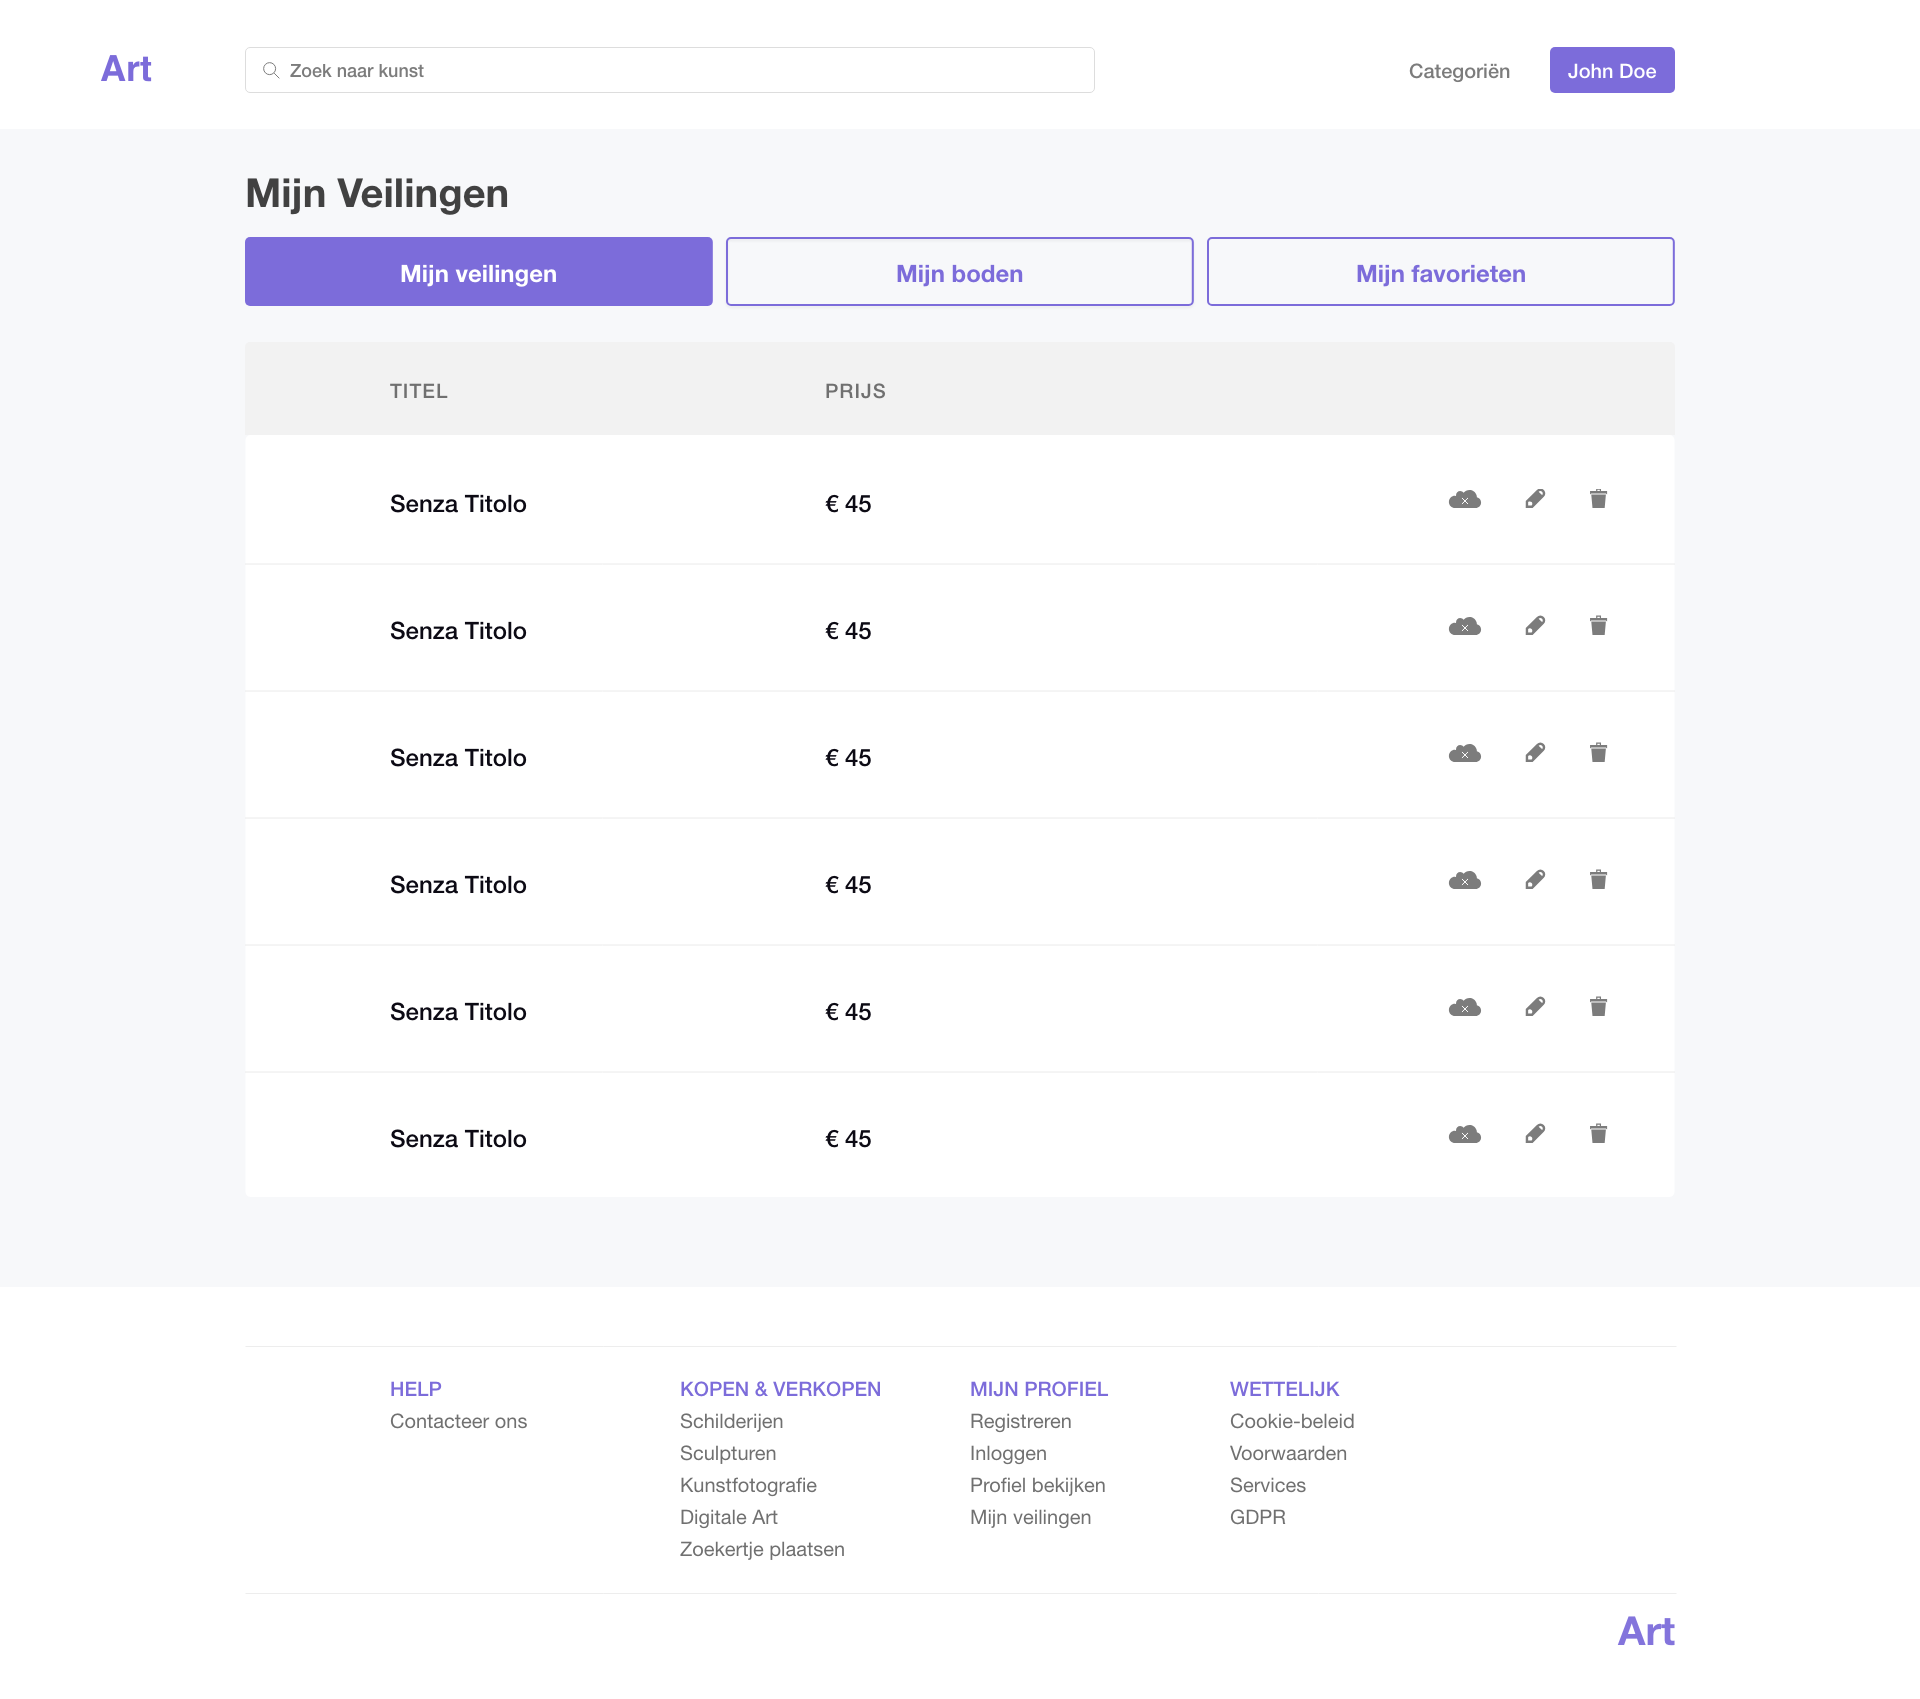 Art
Zoek naar kunst
Categoriën
John Doe
Mijn Veilingen
Mijn veilingen
Mijn boden
Mijn favorieten
TITEL
PRIJS
Senza Titolo
€ 45
Senza Titolo
€ 45
Senza Titolo
€ 45
Senza Titolo
€ 45
Senza Titolo
€ 45
Senza Titolo
€ 45
HELP
Contacteer ons
KOPEN & VERKOPEN
Schilderijen
Sculpturen
Kunstfotografie
Digitale Art
Zoekertje plaatsen
MIJN PROFIEL
Registreren
Inloggen
Profiel bekijken
Mijn veilingen
WETTELIJK
Cookie-beleid
Voorwaarden
Services
GDPR
Art